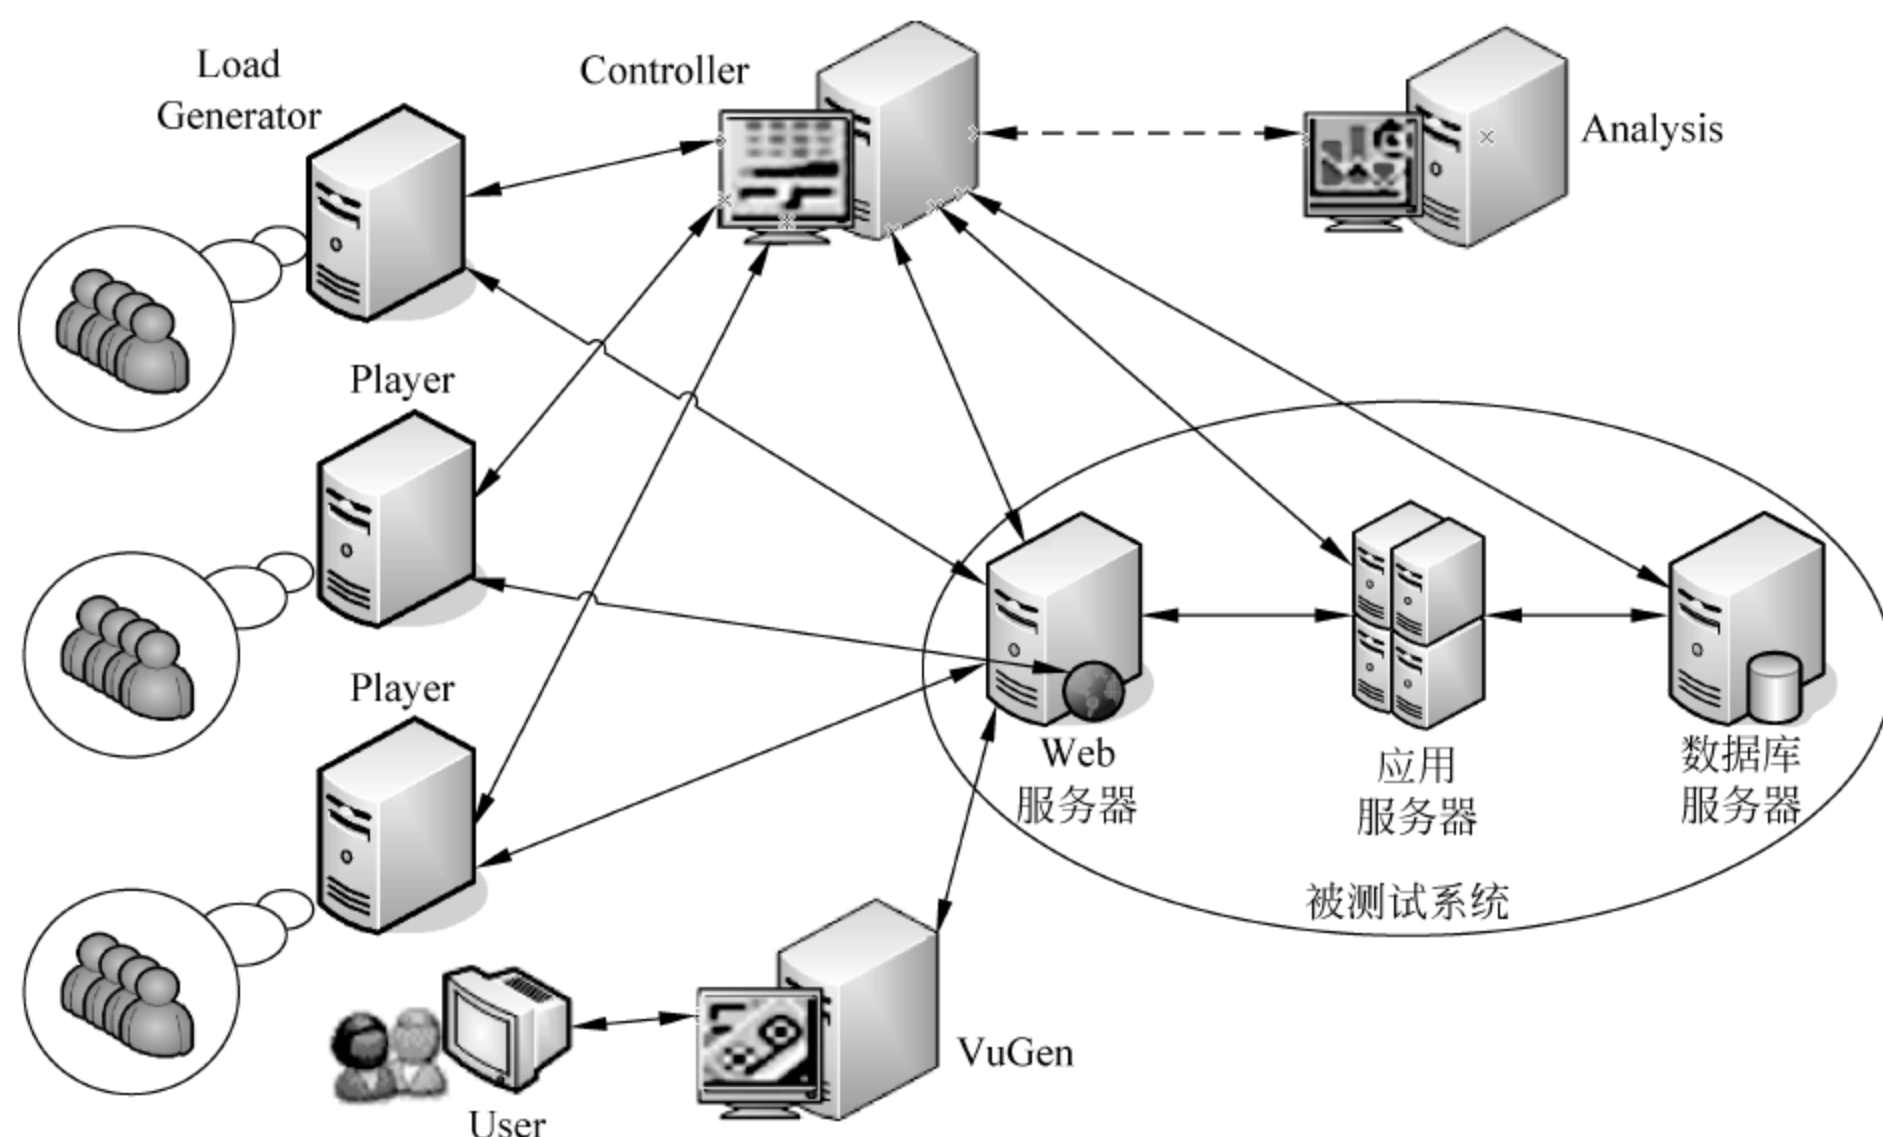 Load
Generator
Controller
Analysis
Player
Player
Web
服务器
应用
服务器
数据库
服务器
被测试系统
VuGen
User